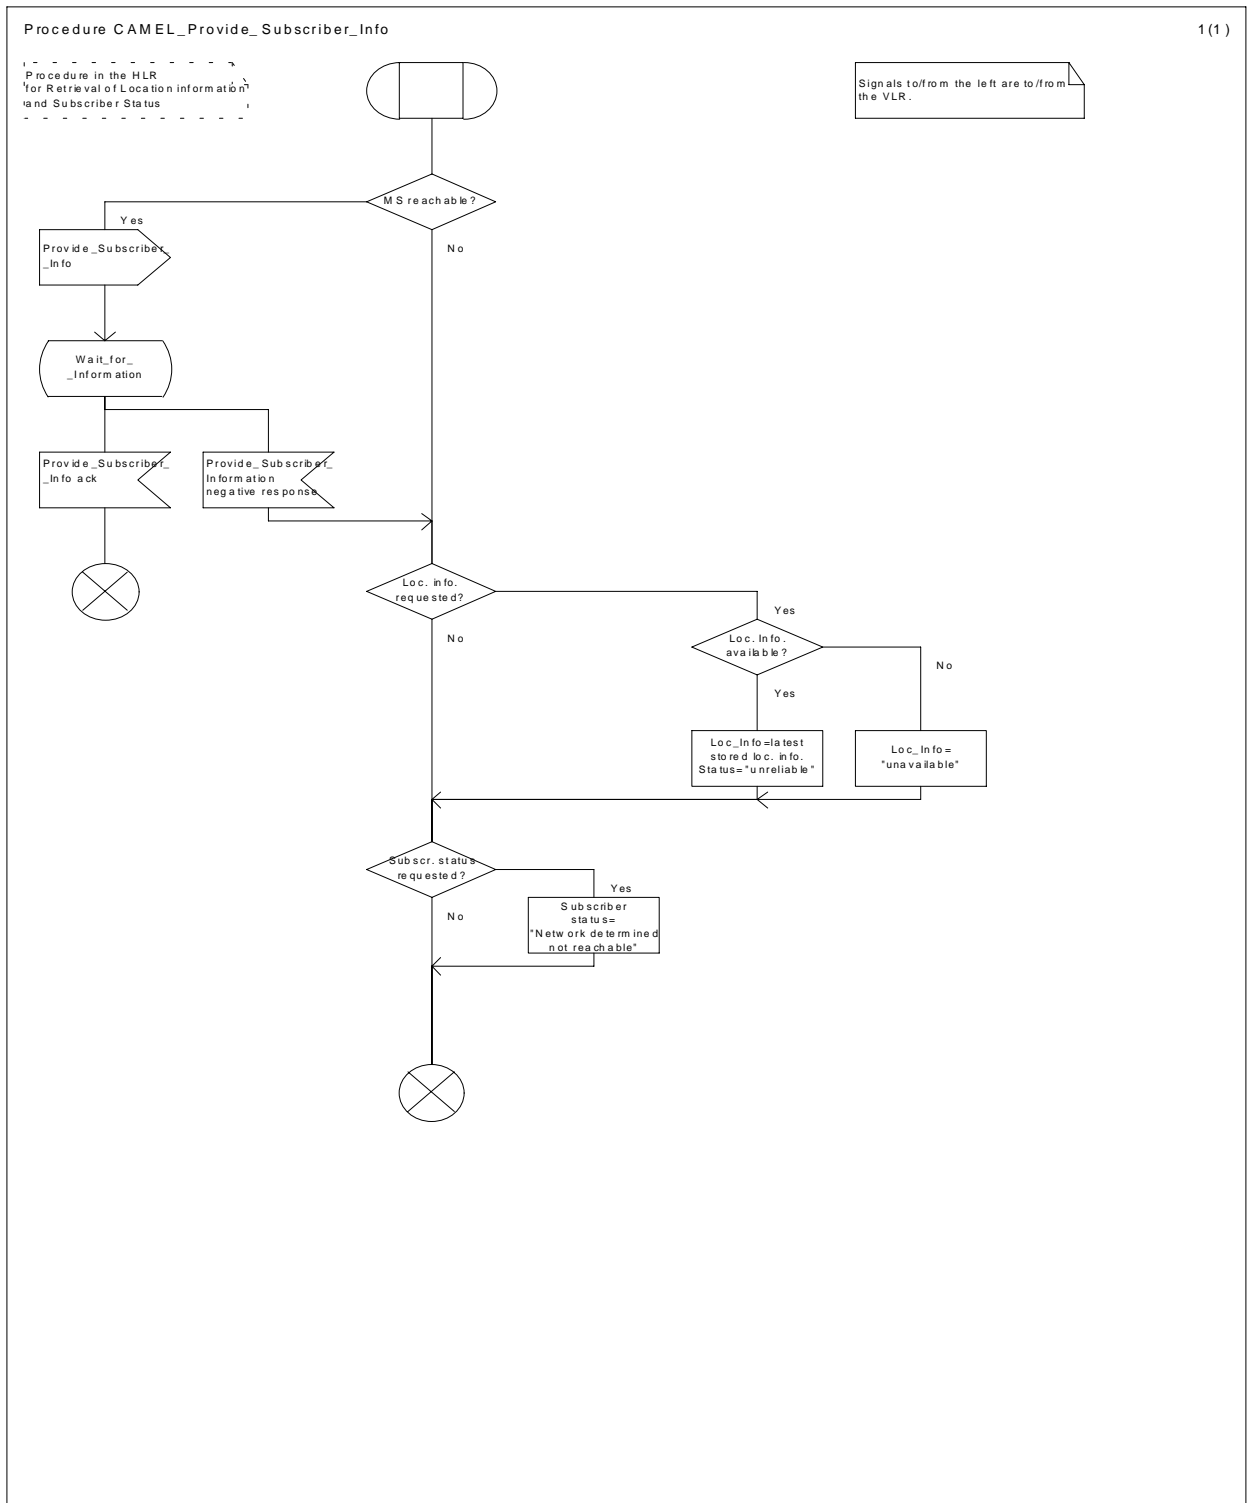 Procedure CAMEL_Provide_Subscriber_Info
1(1)
Procedure in the HLR
for Retrieval of Location information
and Subscriber Status
Signals to/from the left are to/from
the VLR.
MS reachable?
Yes
No
Provide_Subscriber_
_Info
Wait_for_
_Information
Provide_Subscriber_
_Info ack
Provide_Subscriber_
Information
negative response
Loc. info.
requested?
Yes
No
Loc. Info.
available?
No
Yes
Loc_Info=latest
stored loc. info.
Status="unreliable"
Loc_Info=
"unavailable"
Subscr. status
requested?
Yes
No
Subscriber
status=
"Network determined
not reachable"